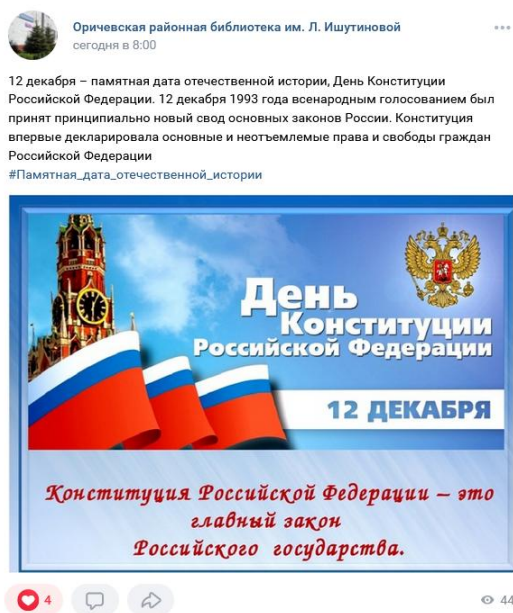 Оричевская районная библиотека им. Л. Ишутиновой
сегодня в 8:00
12 декабря – памятная дата отечественной истории, День Конституции
Российской Федерации. 12 декабря 1993 года всенародным голосованием был
принят принципиально новый свод основных законов России. Конституция
впервые декларировала основные и неотъемлемые права и свободы граждан
Российской Федерации
#Памятная_дата_отечественной_истории
День
Конституции
Российской Федерации
12 ДЕКАБРЯ
Конституция Российской Федерации – это
главный закон
Российского государства.
4
44